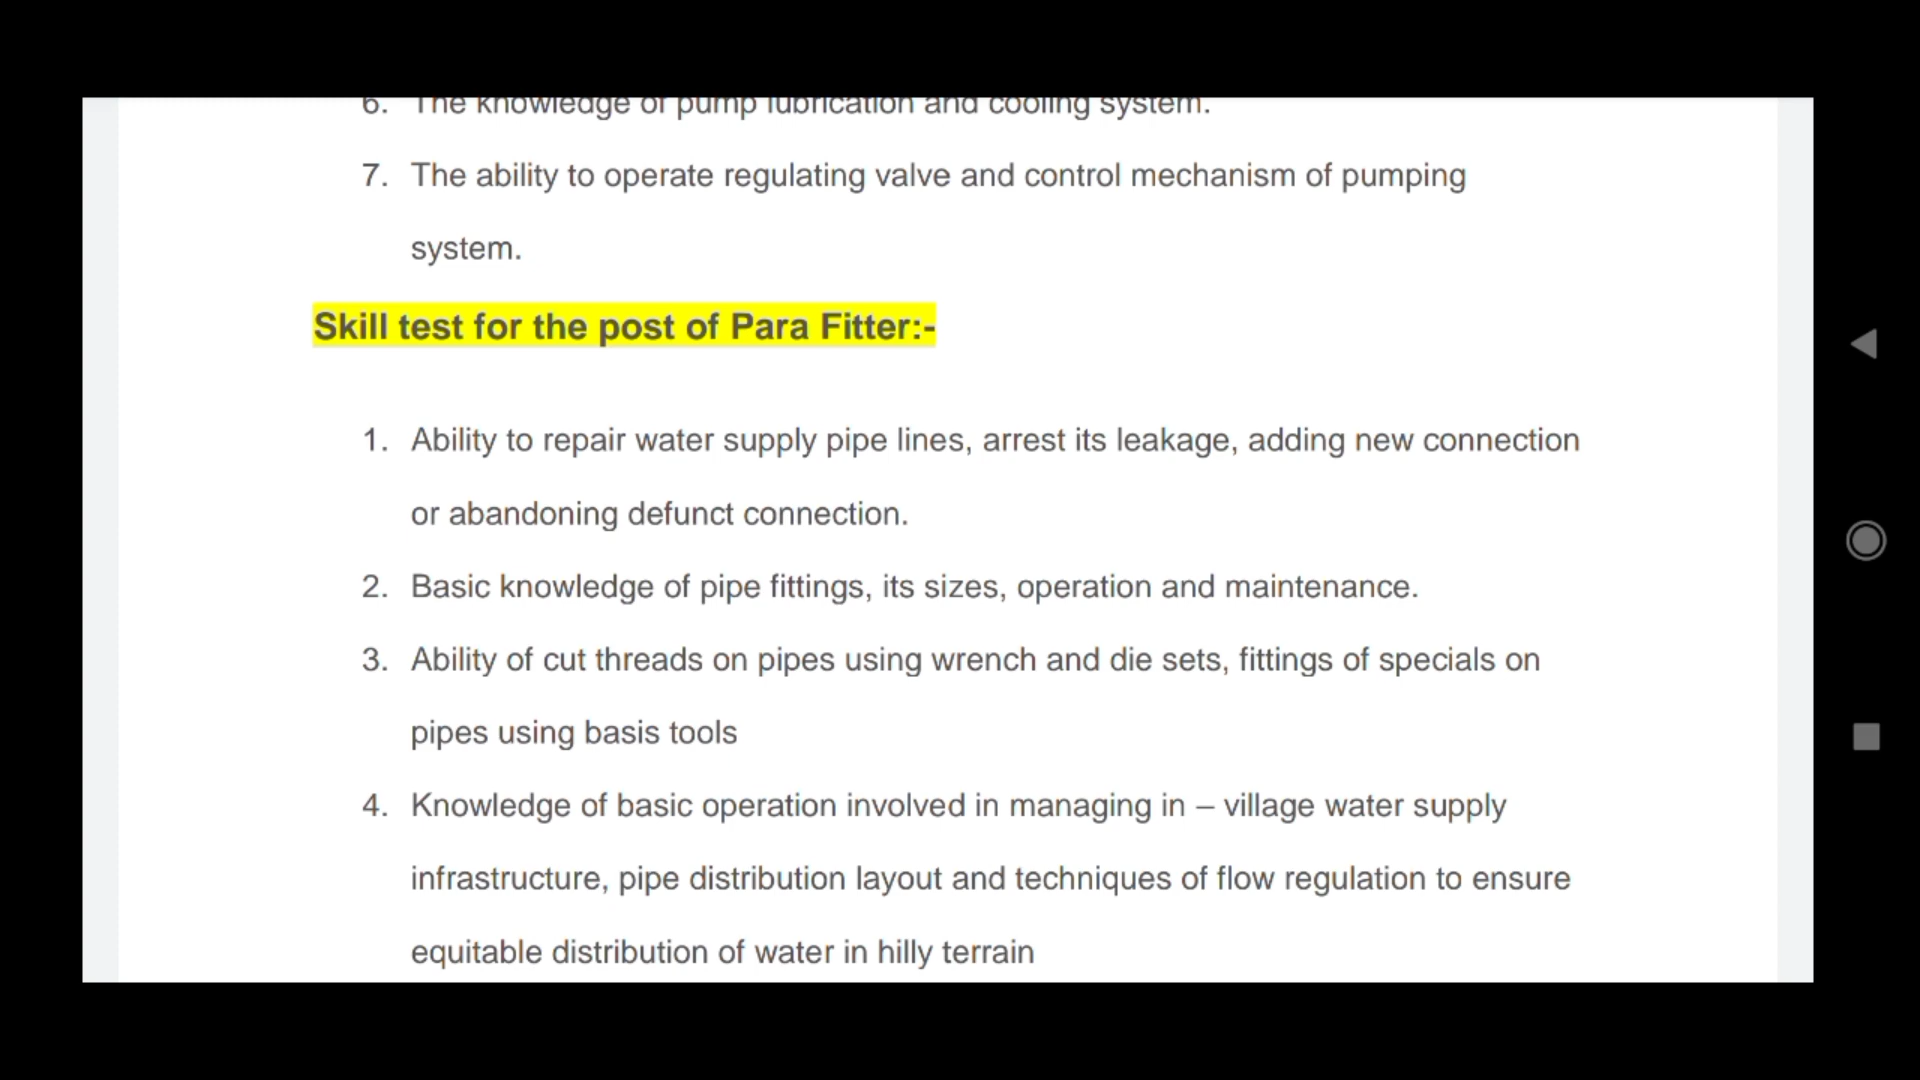 6. The knowledge of pump lubrication and cooling system.
7. The ability to operate regulating valve and control mechanism of pumping
system.
Skill test for the post of Para Fitter:-
1. Ability to repair water supply pipe lines, arrest its leakage, adding new connection
or abandoning defunct connection.
2. Basic knowledge of pipe fittings, its sizes, operation and maintenance.
3. Ability of cut threads on pipes using wrench and die sets, fittings of specials on
pipes using basis tools
4. Knowledge of basic operation involved in managing in – village water supply
infrastructure, pipe distribution layout and techniques of flow regulation to ensure
equitable distribution of water in hilly terrain